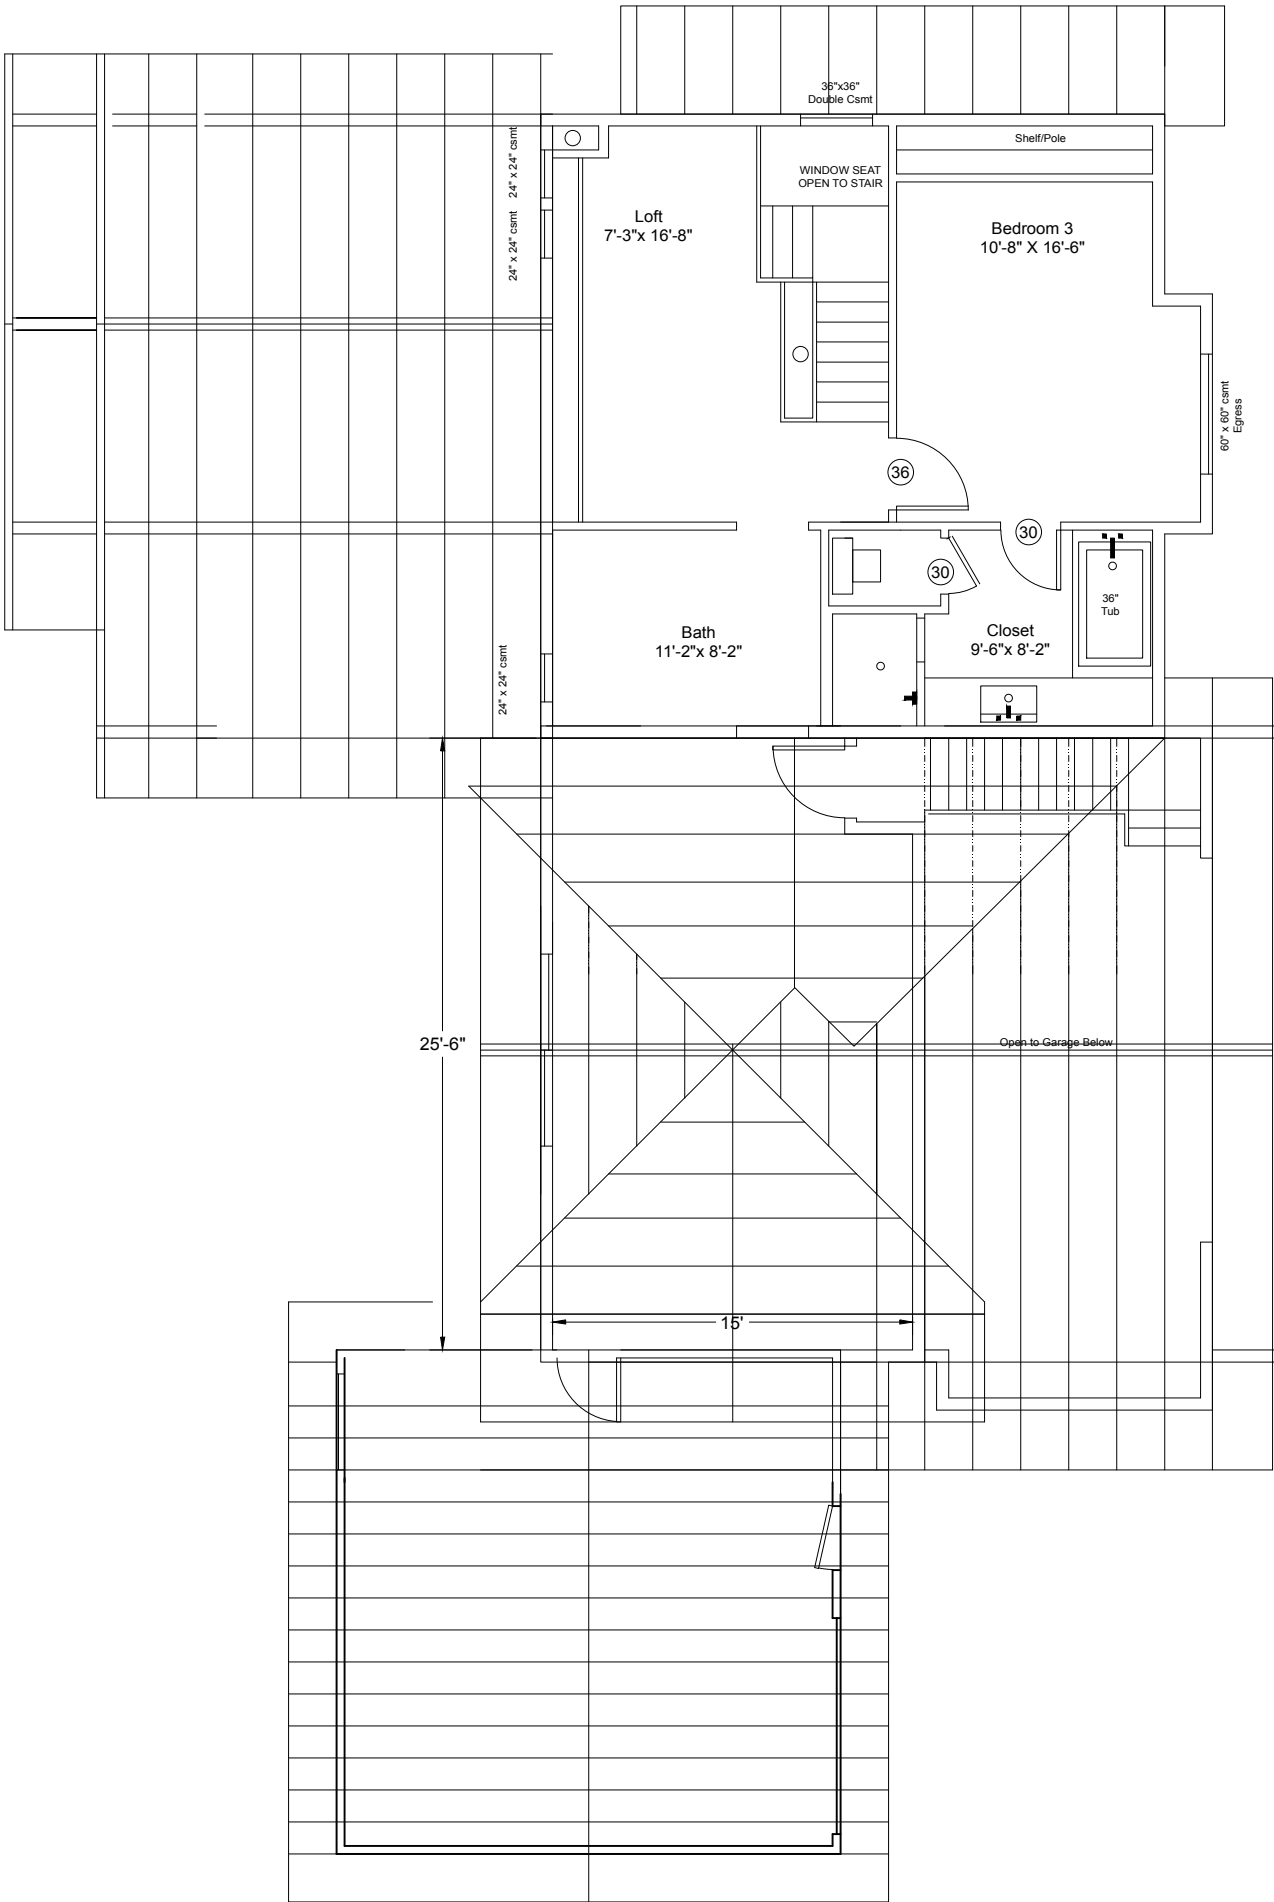 36"x36"
Double Csmt
24" x 24" csmt
24" x 24" csmt
Shelf/Pole
WINDOW SEAT
OPEN TO STAIR
Loft
7'-3"x 16'-8"
Bedroom 3
10'-8" X 16'-6"
60" x 60" csmt
Egress
36
30
30
36"
Tub
Bath
11'-2"x 8'-2"
Closet
9'-6"x 8'-2"
24" x 24" csmt
25'-6"
Open to Garage Below
15'